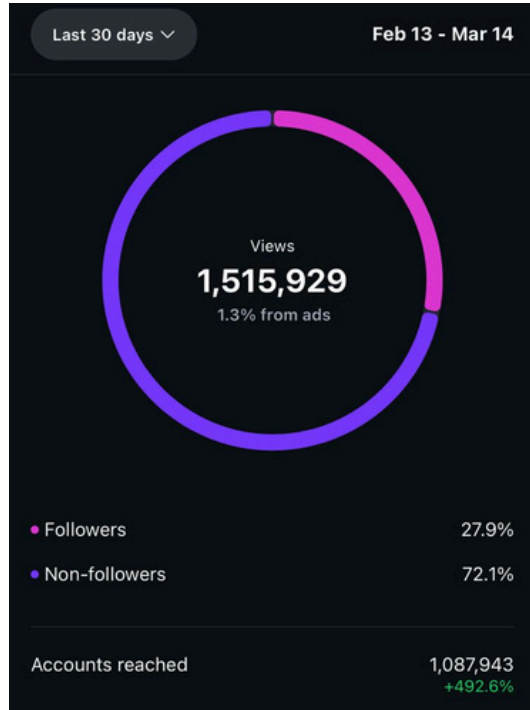 Last 30 days
Feb 13 - Mar 14
Views
1,515,929
1.3% from ads
Followers
27.9%
Non-followers
72.1%
Accounts reached
1,087,943
+492.6%